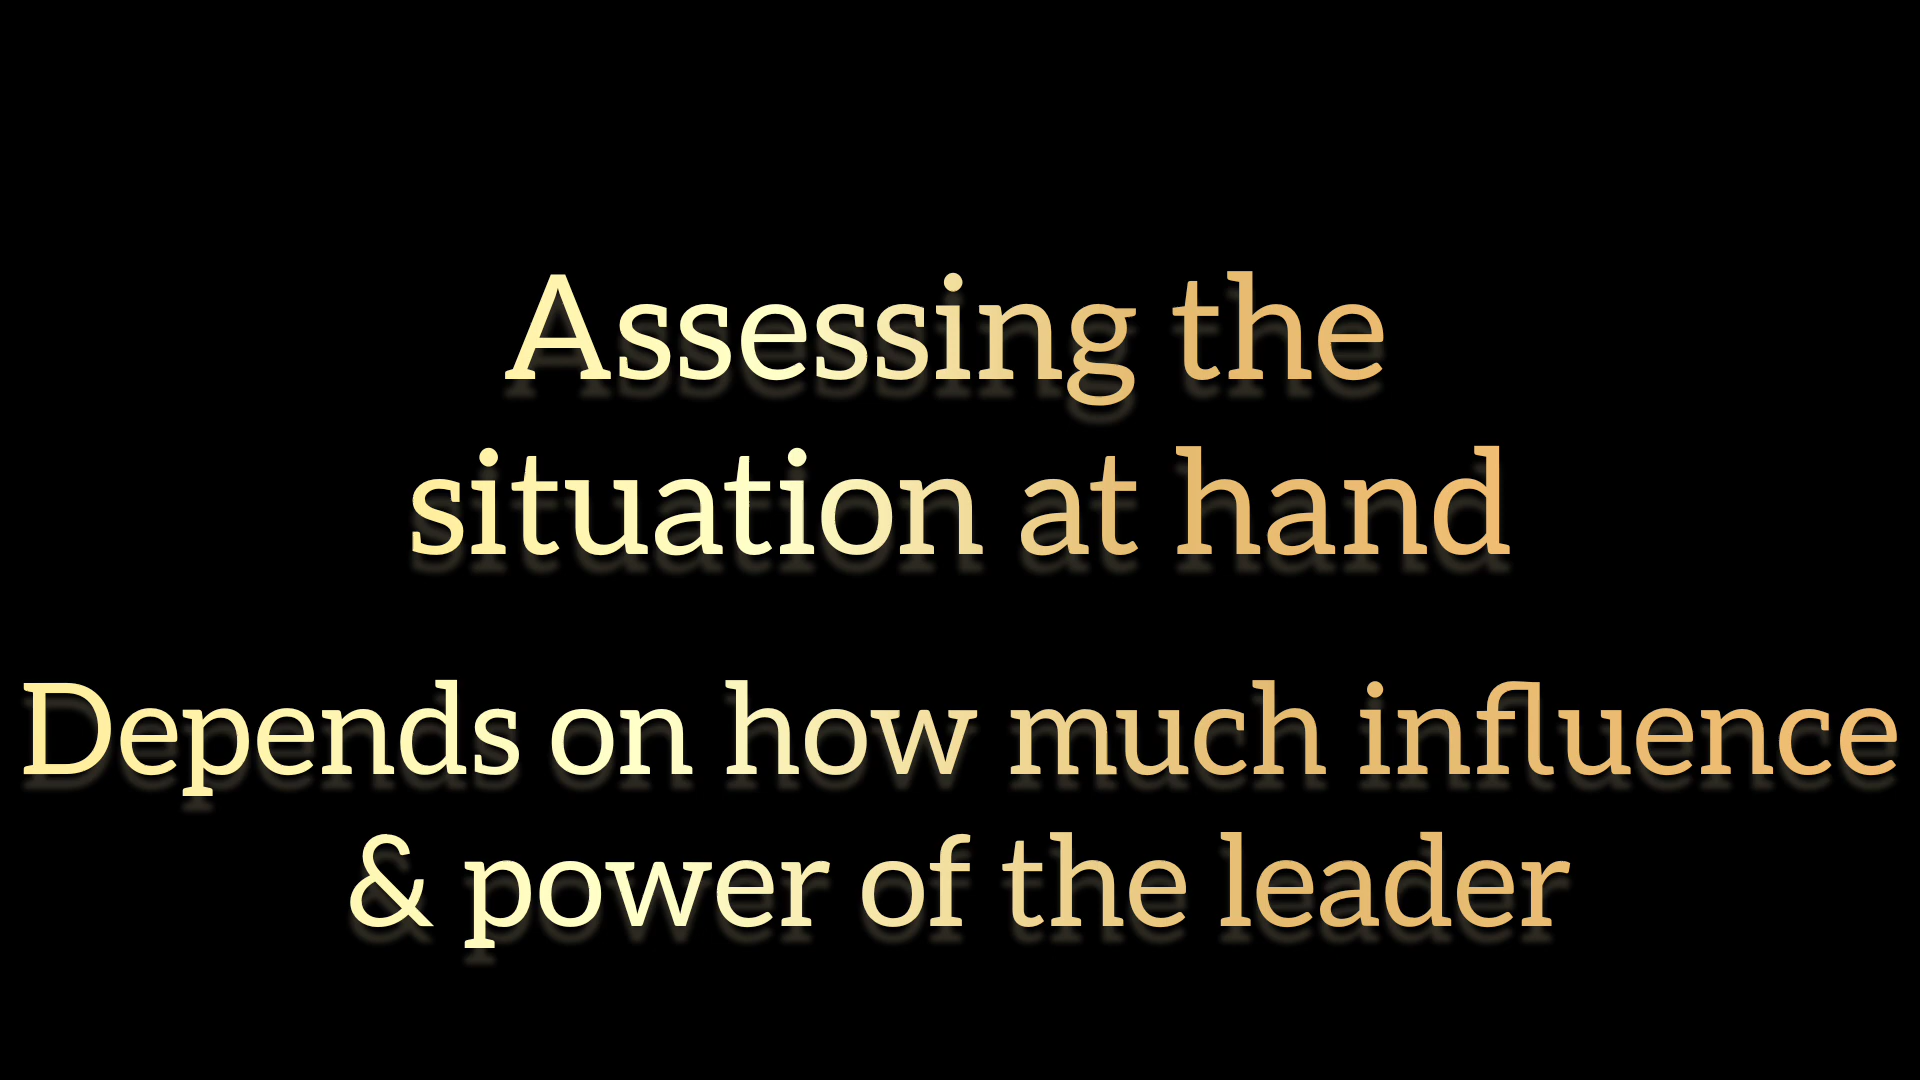 Assessing the
situation at hand
Depends on how much influence
& power of the leader